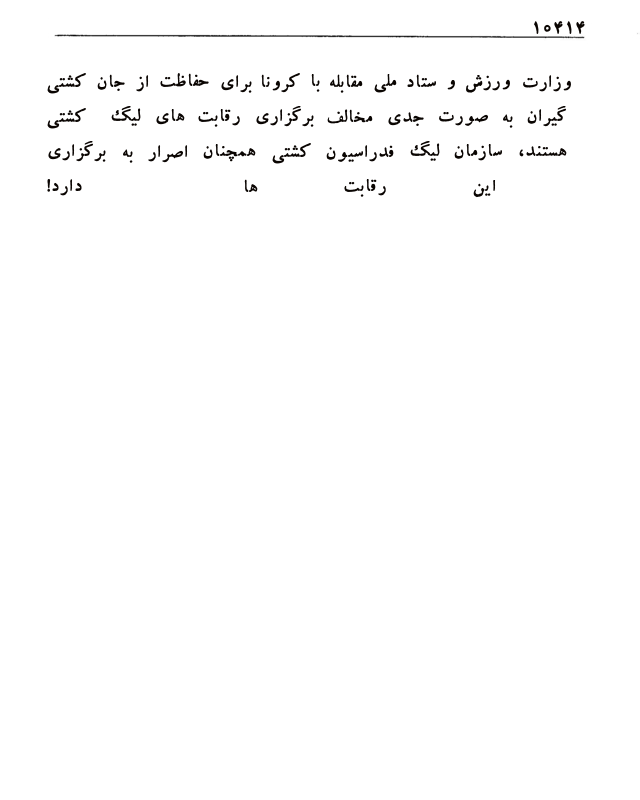 ۱۰۴۱۴
وزارت ورزش و ستاد ملی مقابله با کرونا برای حفاظت از جان کشتی
گیران به صورت جدی مخالف برگزاری رقابت های لیگ کشتی
هستند، سازمان لیگ فدراسیون کشتی همچنان اصرار به برگزاری
این رقابت ها دارد!